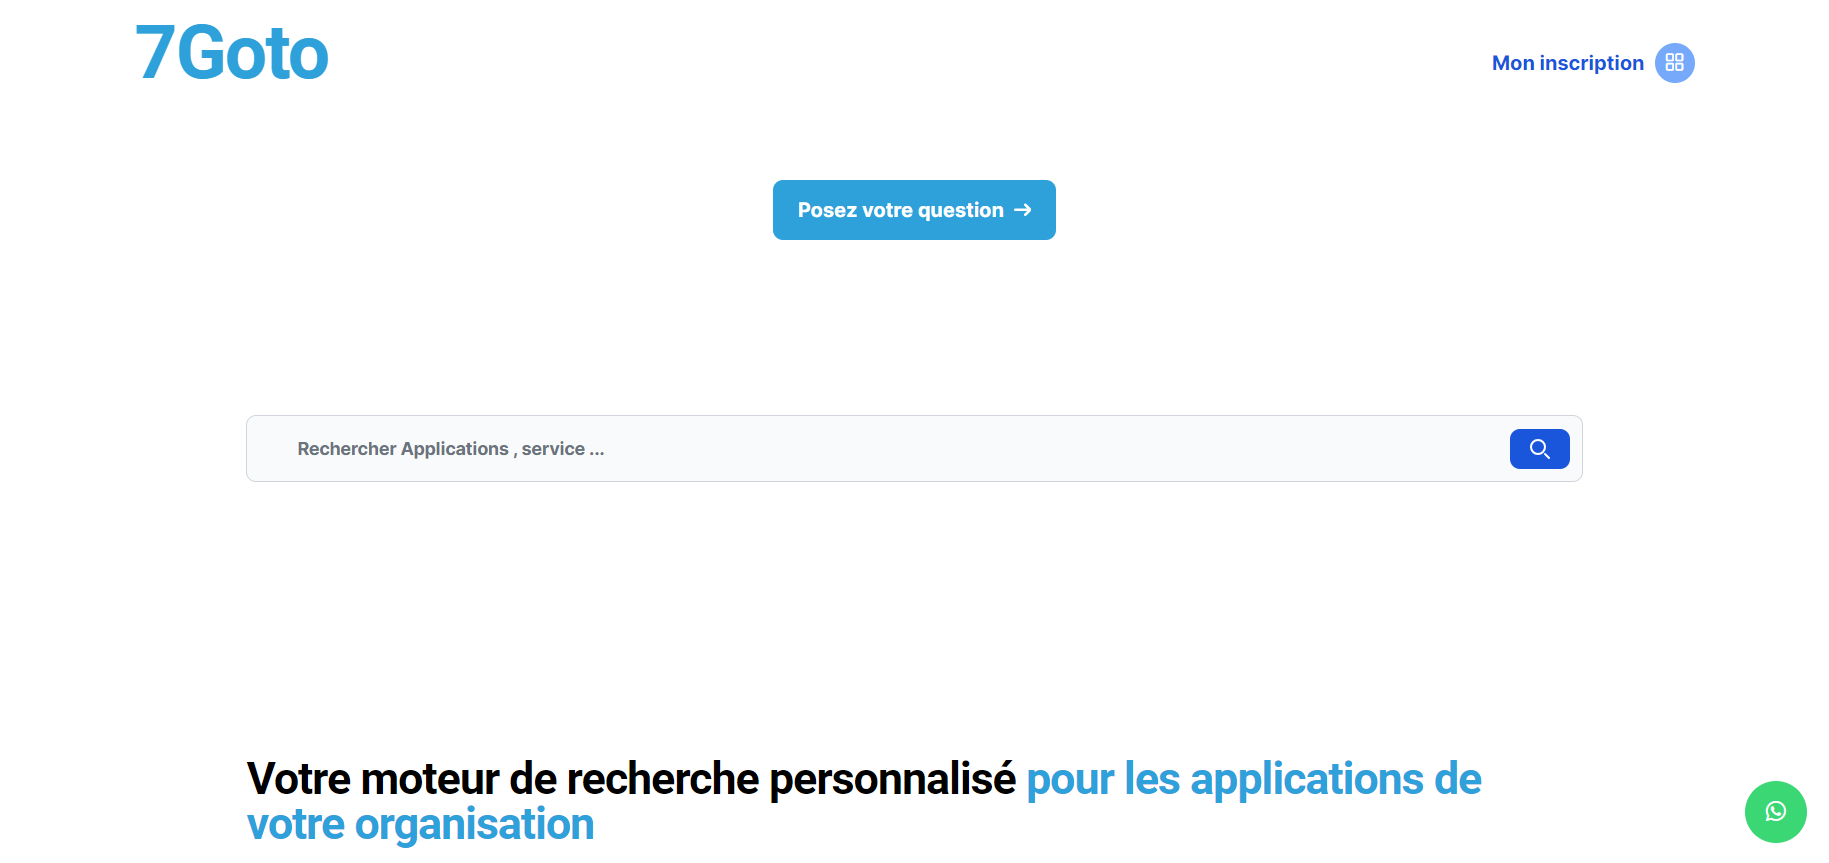 7Goto
Mon inscription
Posez votre question
Rechercher Applications , service ...
Votre moteur de recherche personnalisé pour les applications de
votre organisation